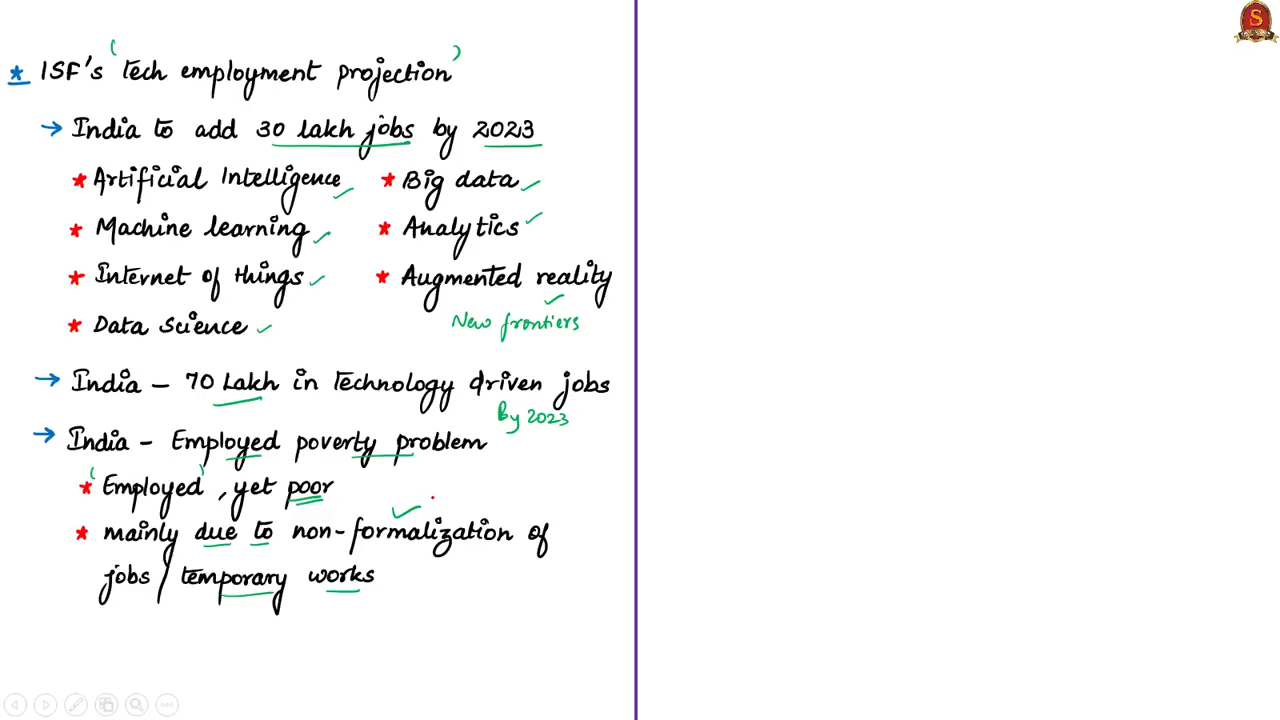 * ISF's 'tech employment projection'
→ India to add 30 lakh jobs by 2023
* Artificial Intelligence * Big data
* Machine learning * Analytics
* Internet of things * Augmented reality
* Data science New frontiers
→ India - 70 Lakh in technology driven jobs
By 2023
→ India - Employed poverty problem
* 'Employed', yet poor
* mainly due to non-formalization of
jobs / temporary works
S